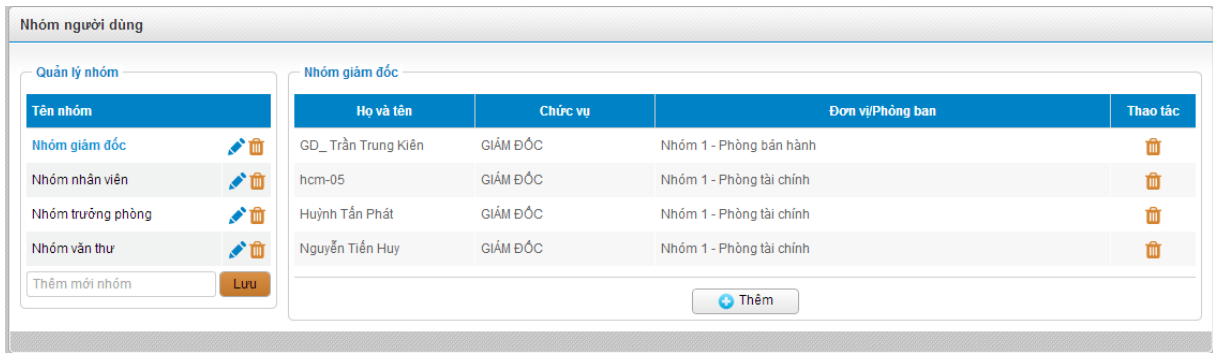 Nhóm người dùng
Quản lý nhóm
Tên nhóm
Nhóm giám đốc
Nhóm nhân viên
Nhóm trưởng phòng
Nhóm văn thư
Thêm mới nhóm Lưu
Nhóm giám đốc
Họ và tên Chức vụ Đơn vị/Phòng ban Thao tác
GD_ Trần Trung Kiên GIÁM ĐỐC Nhóm 1 - Phòng bán hành
hcm-05 GIÁM ĐỐC Nhóm 1 - Phòng tài chính
Huỳnh Tấn Phát GIÁM ĐỐC Nhóm 1 - Phòng tài chính
Nguyễn Tiến Huy GIÁM ĐỐC Nhóm 1 - Phòng tài chính
Thêm